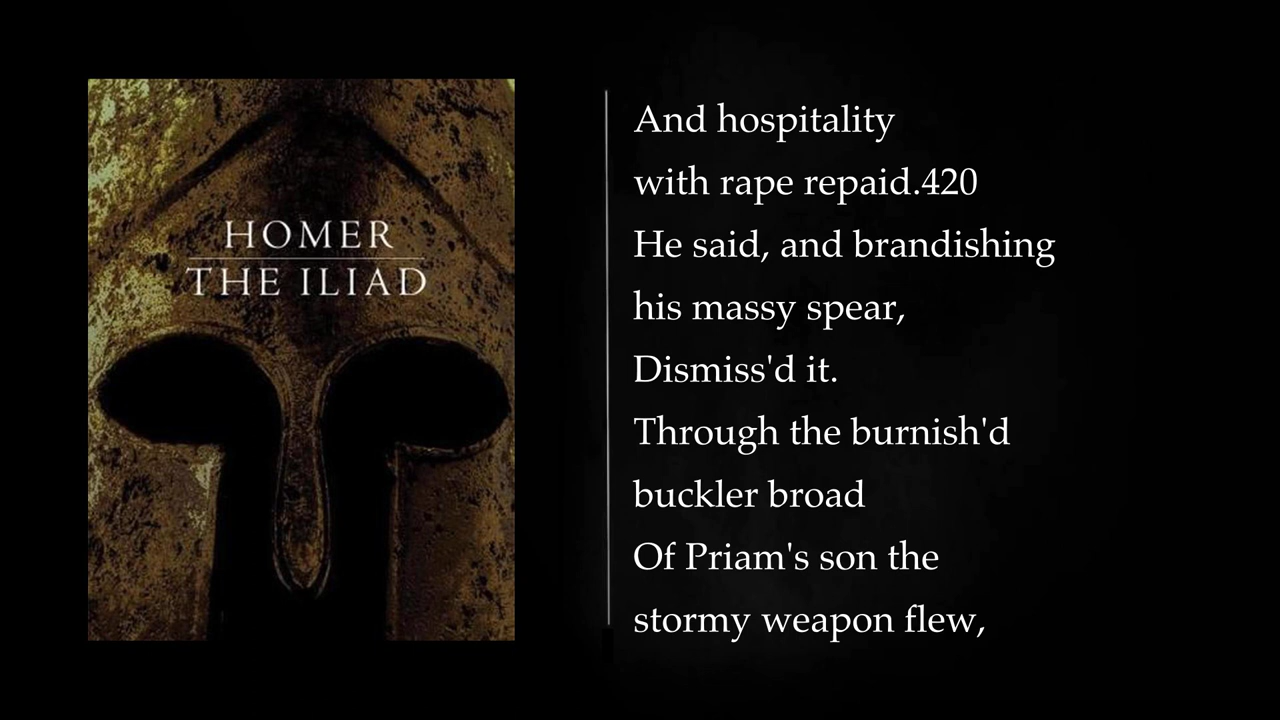 HOMER
THE ILIAD
And hospitality
with rape repaid.420
He said, and brandishing
his massy spear,
Dismiss'd it.
Through the burnish'd
buckler broad
Of Priam's son the
stormy weapon flew,